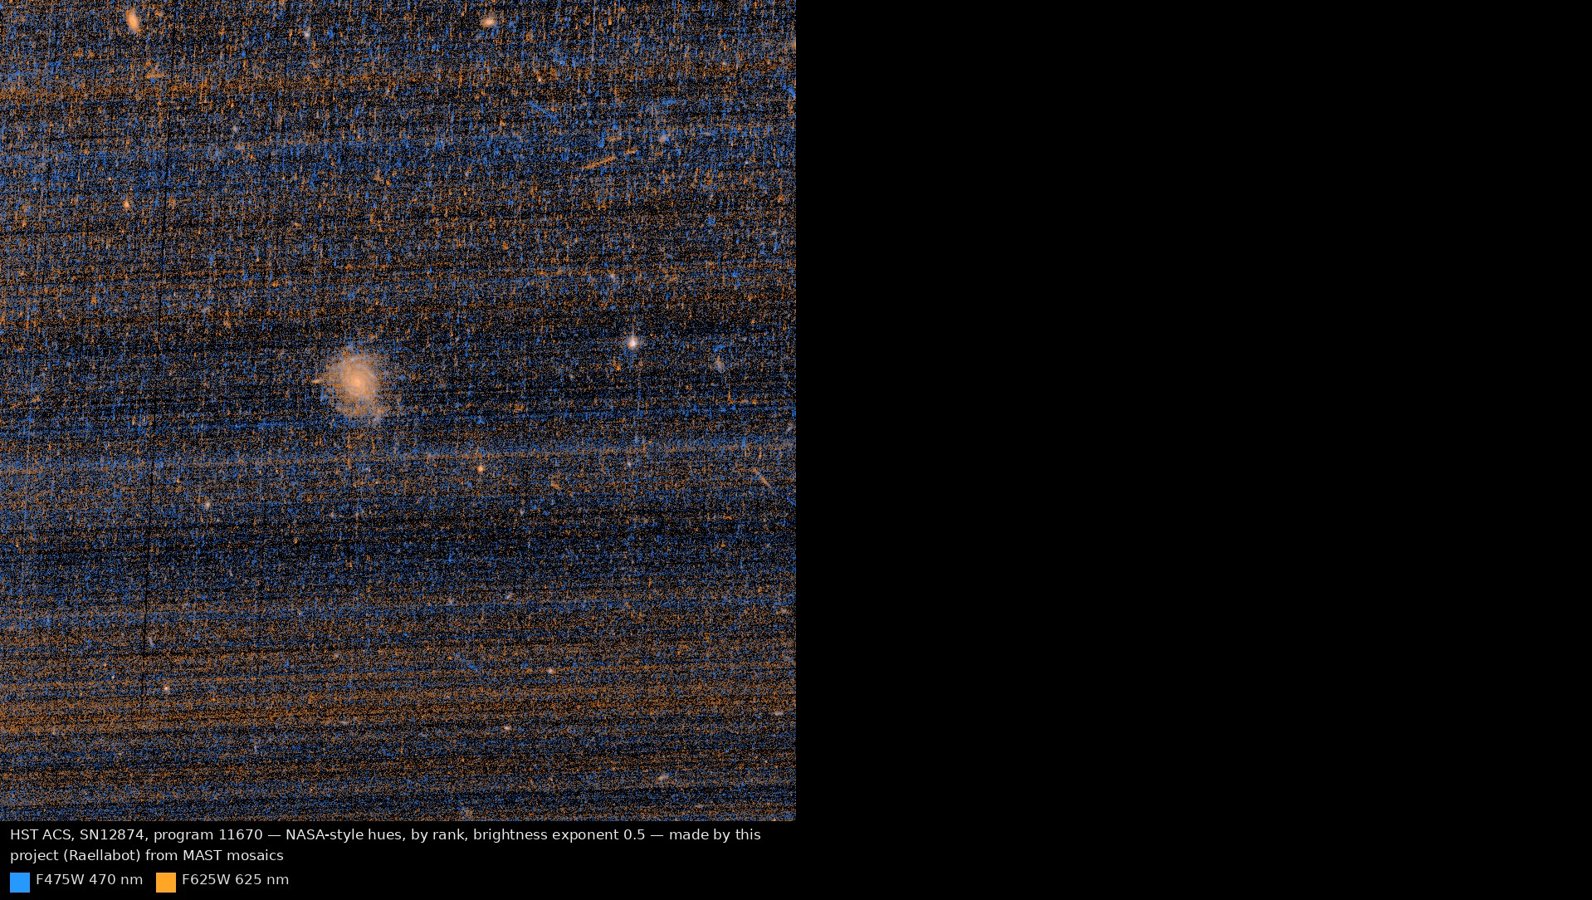 HST ACS, SN12874, program 11670 — NASA-style hues, by rank, brightness exponent 0.5 — made by this
project (Raellabot) from MAST mosaics
F475W 470 nm F625W 625 nm